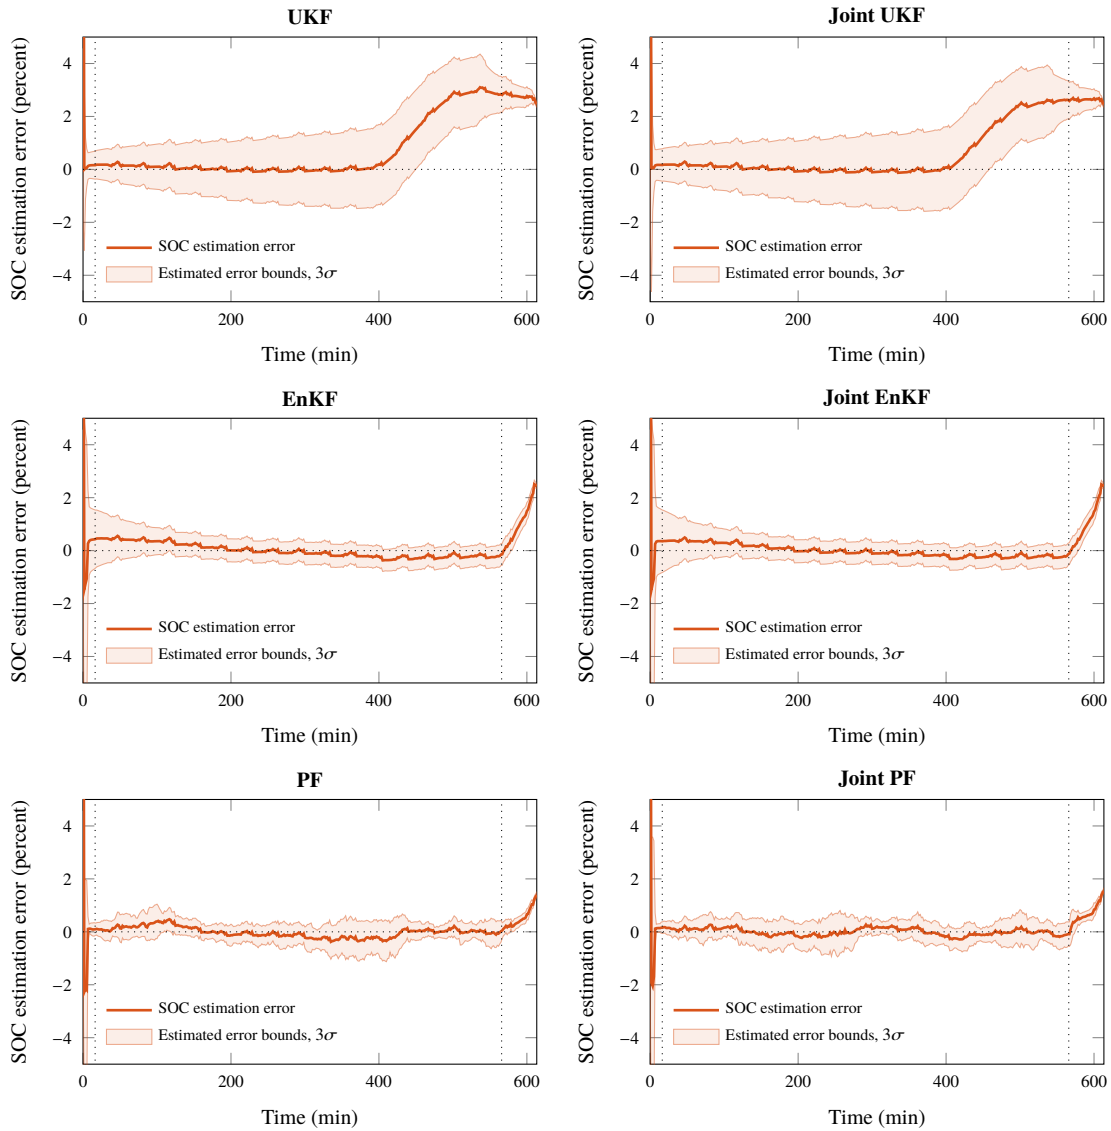 UKF
SOC estimation error (percent)
4
2
0
−2
−4
SOC estimation error
Estimated error bounds, 3σ
0
200
400
600
Time (min)
Joint UKF
SOC estimation error (percent)
4
2
0
−2
−4
SOC estimation error
Estimated error bounds, 3σ
0
200
400
600
Time (min)
EnKF
SOC estimation error (percent)
4
2
0
−2
−4
SOC estimation error
Estimated error bounds, 3σ
0
200
400
600
Time (min)
Joint EnKF
SOC estimation error (percent)
4
2
0
−2
−4
SOC estimation error
Estimated error bounds, 3σ
0
200
400
600
Time (min)
PF
SOC estimation error (percent)
4
2
0
−2
−4
SOC estimation error
Estimated error bounds, 3σ
0
200
400
600
Time (min)
Joint PF
SOC estimation error (percent)
4
2
0
−2
−4
SOC estimation error
Estimated error bounds, 3σ
0
200
400
600
Time (min)